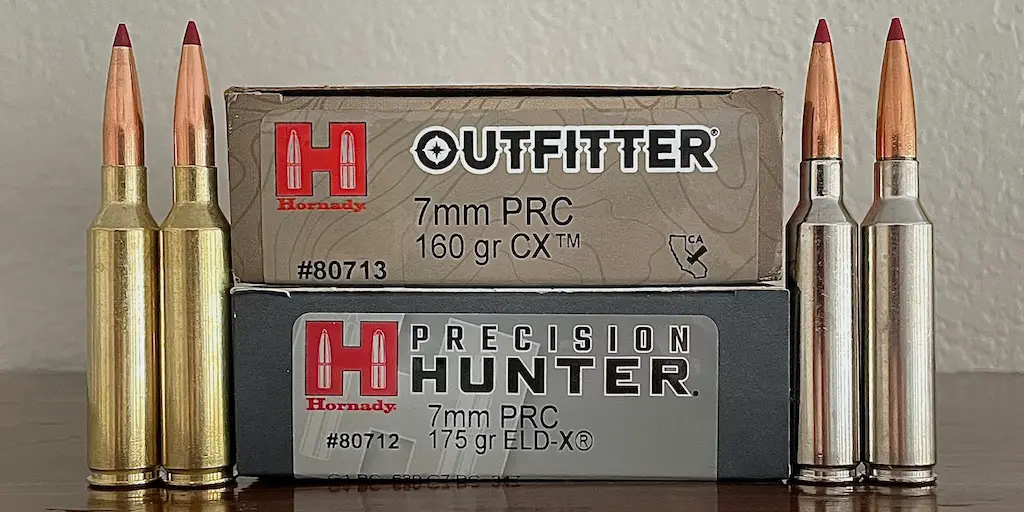 H
Hornady
OUTFITTER®
7mm PRC
160 gr CX™
CA
#80713
H
Hornady
PRECISION
HUNTER.
7mm PRC
#80712 175 gr ELD-X®